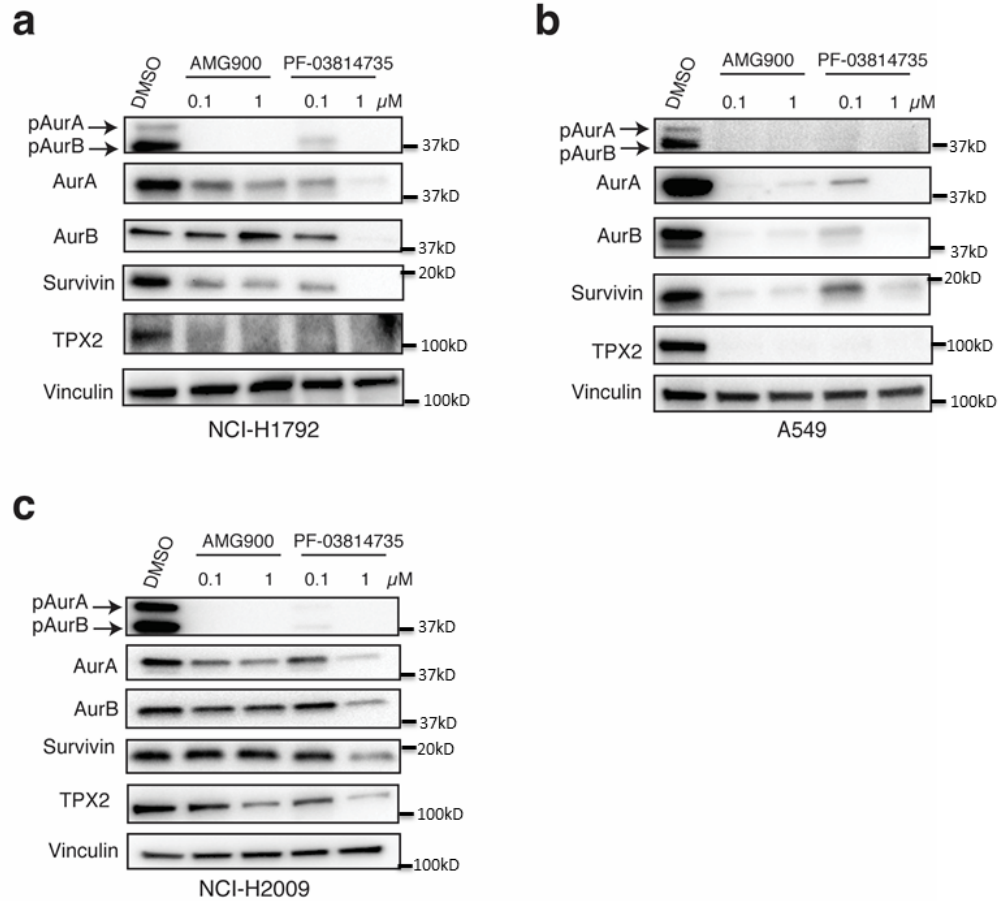 a
DMSO
AMG900 PF-03814735
0.1 1 0.1 1 μM
pAurA
pAurB
37kD
AurA
37kD
AurB
37kD
Survivin
20kD
TPX2
100kD
Vinculin
100kD
NCI-H1792
b
DMSO
AMG900 PF-03814735
0.1 1 0.1 1 μM
pAurA
pAurB
37kD
AurA
37kD
AurB
37kD
Survivin
20kD
TPX2
100kD
Vinculin
100kD
A549
c
DMSO
AMG900 PF-03814735
0.1 1 0.1 1 μM
pAurA
pAurB
37kD
AurA
37kD
AurB
37kD
Survivin
20kD
TPX2
100kD
Vinculin
100kD
NCI-H2009